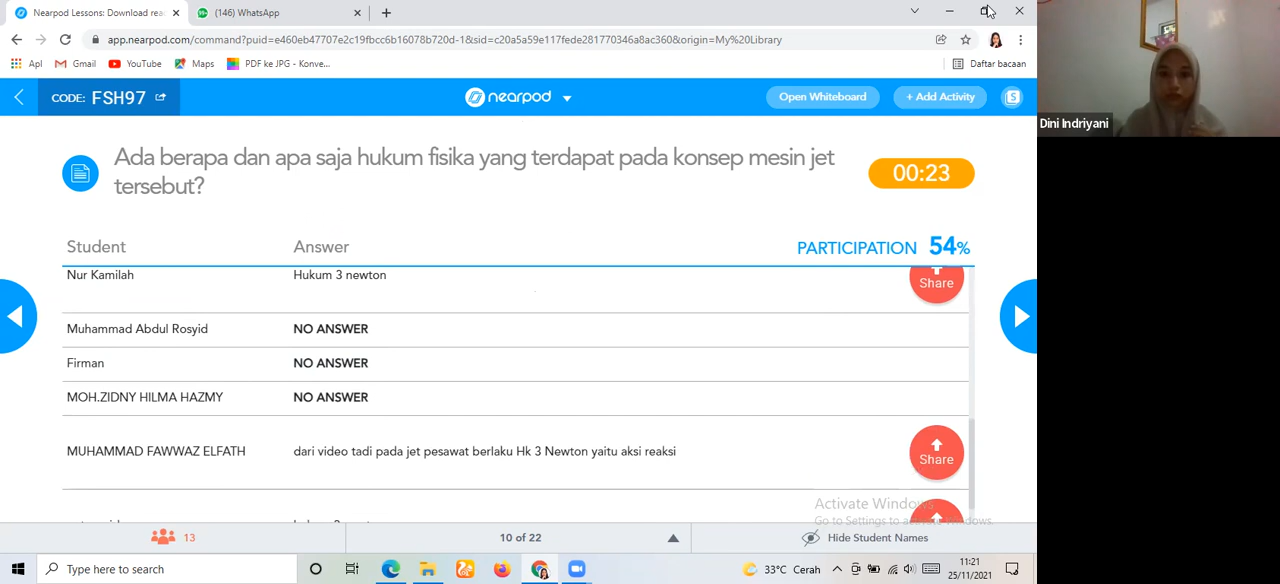 Nearpod Lessons: Download rea
(146) WhatsApp
app.nearpod.com/command?puid=e460eb47707e2c19fbcc6b16078b720d-1&sid=c20a5a59e117fede281770346a8ac360&origin=My%20Library
Apl
Gmail
YouTube
Maps
PDF ke JPG - Konve...
Daftar bacaan
CODE: FSH97
nearpod
Open Whiteboard
+ Add Activity
S
Dini Indriyani
Ada berapa dan apa saja hukum fisika yang terdapat pada konsep mesin jet
tersebut?
00:23
Student
Answer
PARTICIPATION 54%
Nur Kamilah
Hukum 3 newton
Share
Muhammad Abdul Rosyid
NO ANSWER
Firman
NO ANSWER
MOH.ZIDNY HILMA HAZMY
NO ANSWER
MUHAMMAD FAWWAZ ELFATH
dari video tadi pada jet pesawat berlaku Hk 3 Newton yaitu aksi reaksi
Share
Activate Windows
Go to Settings to activate Windows.
13
10 of 22
Hide Student Names
Type here to search
33°C Cerah
11:21
25/11/2021